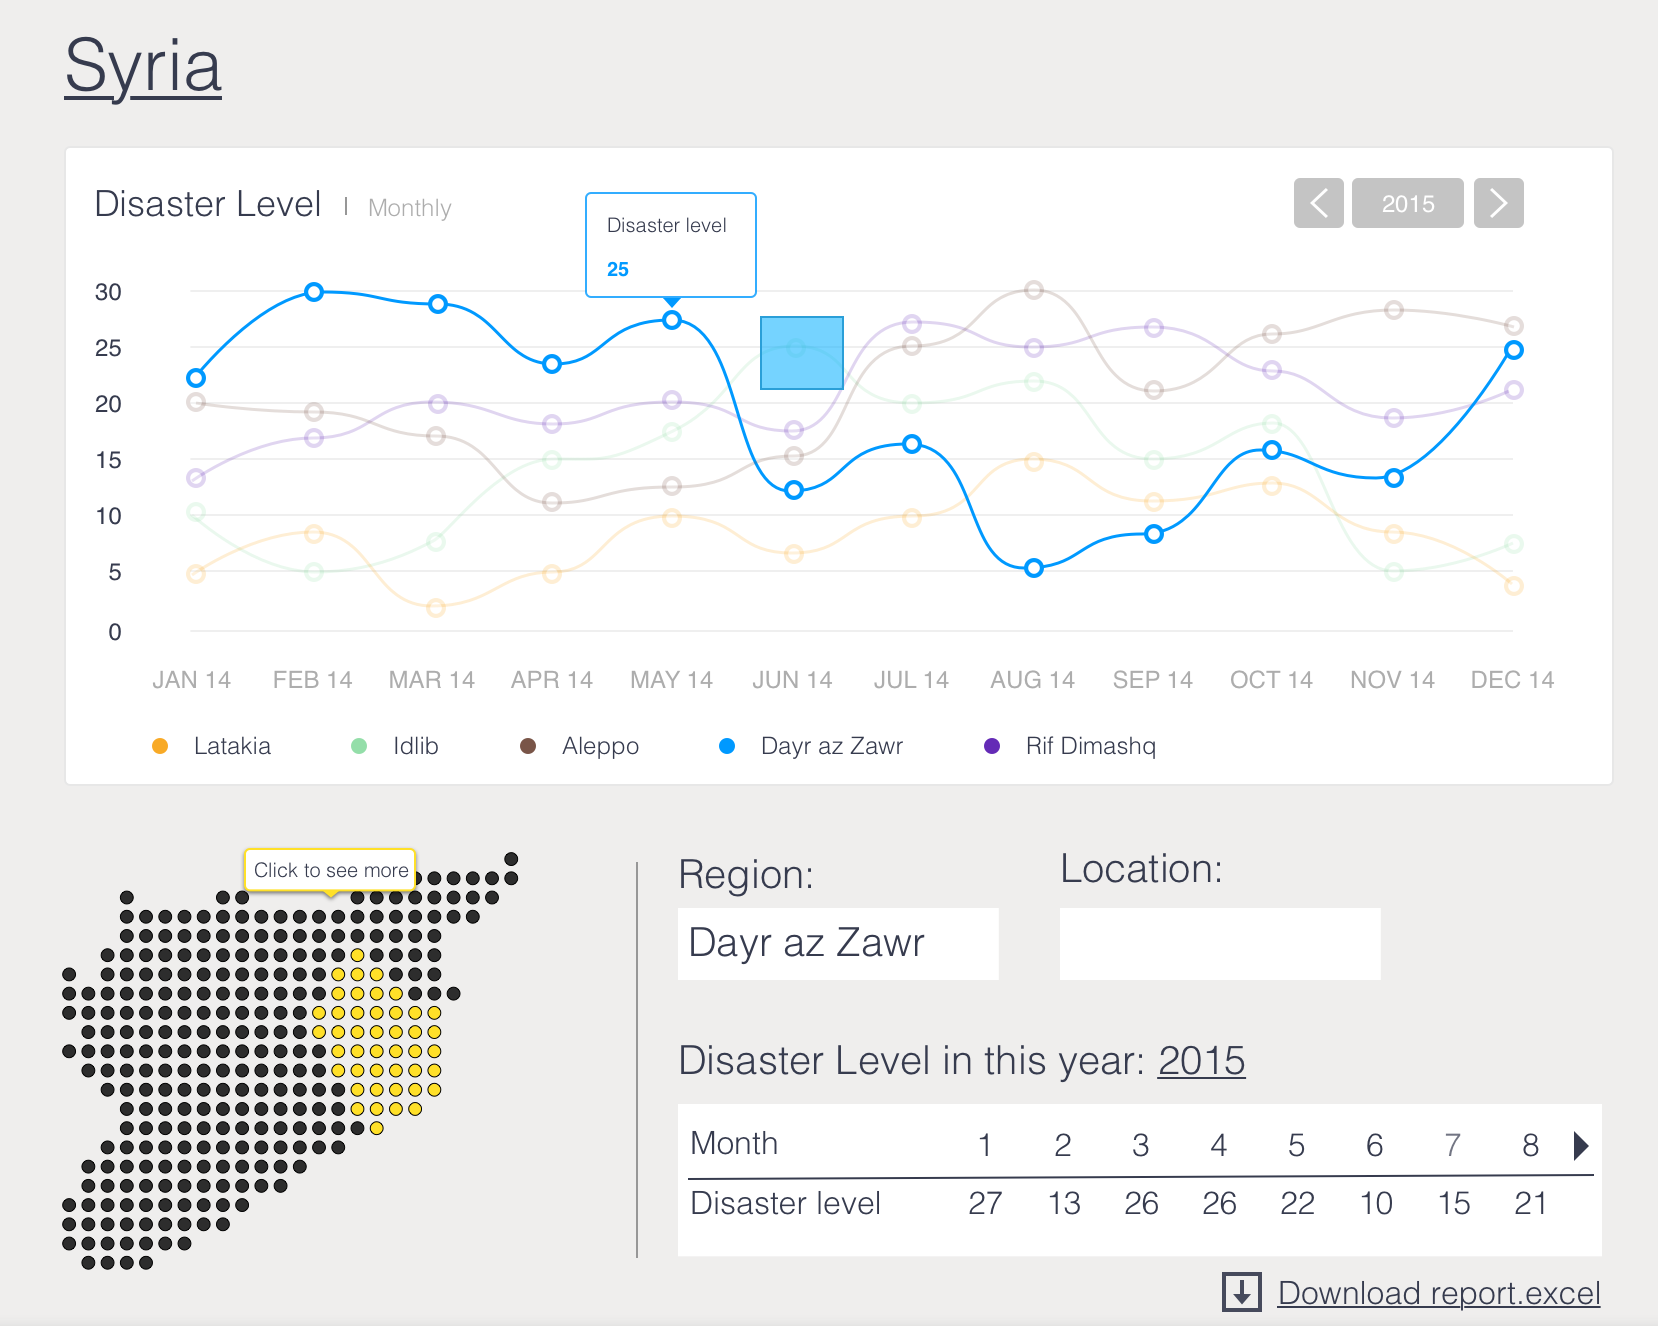 Syria
Disaster Level | Monthly
2015
Disaster level
25
30
25
20
15
10
5
0
JAN 14 FEB 14 MAR 14 APR 14 MAY 14 JUN 14 JUL 14 AUG 14 SEP 14 OCT 14 NOV 14 DEC 14
Latakia Idlib Aleppo Dayr az Zawr Rif Dimashq
Click to see more
Region: Location:
Dayr az Zawr
Disaster Level in this year: 2015
Month 1 2 3 4 5 6 7 8
Disaster level 27 13 26 26 22 10 15 21
Download report.excel